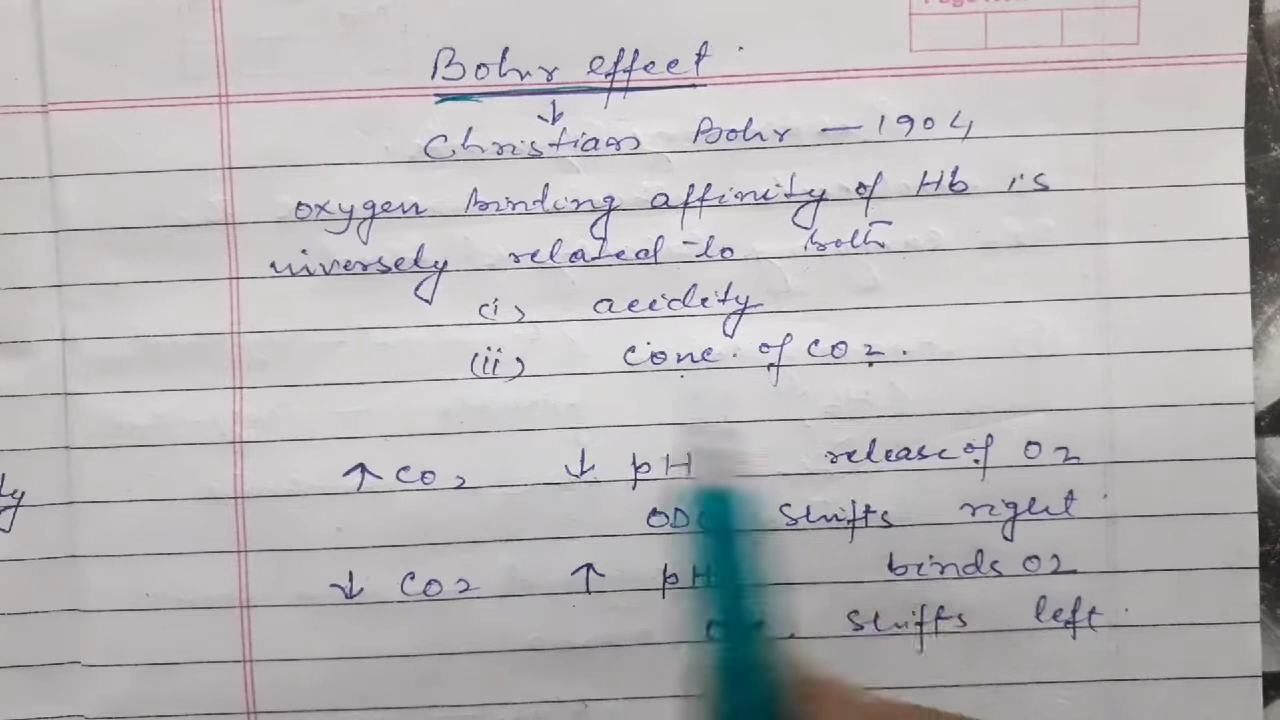 Bohr effect
Christian Bohr — 1904
oxygen binding affinity of Hb is
inversely related to both
(i) acidity
(ii) Conc. of CO2.
↑ CO2 ↓ pH release of O2
shifts right
↓ CO2 ↑ pH binds O2
shifts left.